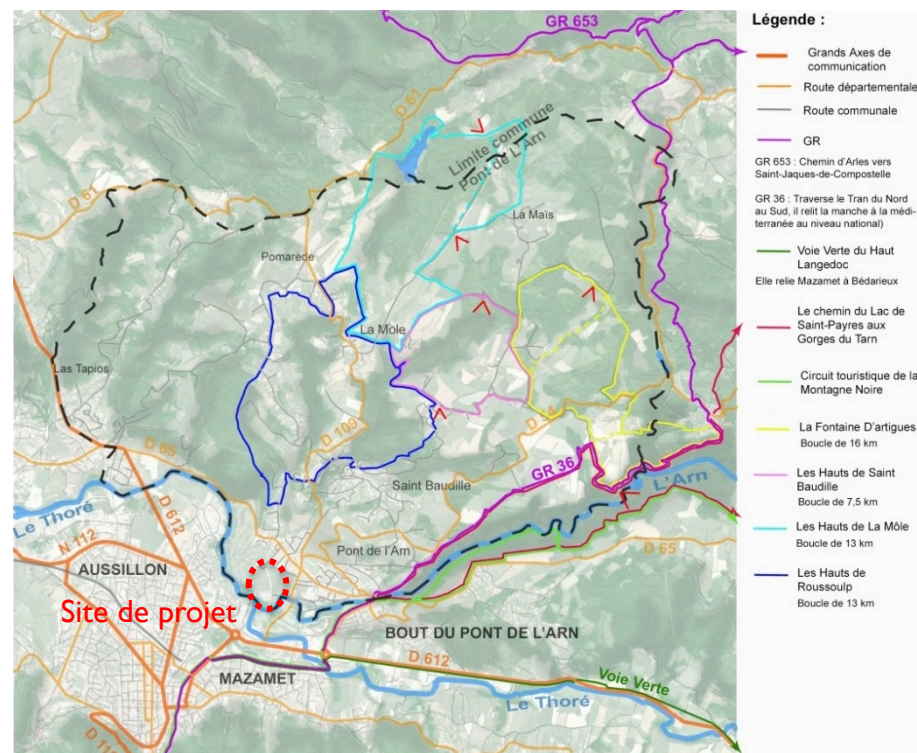 GR 653
D 61
Limite commune
Pont de L'Arn
D 61
La Maïs
Pomarède
La Mole
Las Tapios
D 109
D 54
D 65
GR 36
L'Arn
Saint Baudille
Le Thoré
D 612
N 112
Pont de l'Arn
D 65
AUSSILLON
Site de projet
BOUT DU PONT DE L'ARN
D 612
MAZAMET
Voie Verte
Le Thoré
Légende :
Grands Axes de
communication
Route départementale
Route communale
GR
GR 653 : Chemin d'Arles vers
Saint-Jaques-de-Compostelle
GR 36 : Traverse le Tran du Nord
au Sud, il relit la manche à la médi-
terranée au niveau national)
Voie Verte du Haut
Langedoc
Elle relie Mazamet à Bédarieux
Le chemin du Lac de
Saint-Payres aux
Gorges du Tarn
Circuit touristique de la
Montagne Noire
La Fontaine D'artigues
Boucle de 16 km
Les Hauts de Saint
Baudille
Boucle de 7,5 km
Les Hauts de La Môle
Boucle de 13 km
Les Hauts de
Roussoulp
Boucle de 13 km